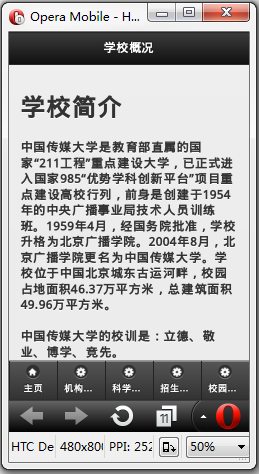 Opera Mobile - H...
学校概况
学校简介
中国传媒大学是教育部直属的国
家“211工程”重点建设大学，已正式进
入国家985“优势学科创新平台”项目重
点建设高校行列，前身是创建于1954
年的中央广播事业局技术人员训练
班。1959年4月，经国务院批准，学校
升格为北京广播学院。2004年8月，北
京广播学院更名为中国传媒大学。学
校位于中国北京城东古运河畔，校园
占地面积46.37万平方米，总建筑面积
49.96万平方米。
中国传媒大学的校训是：立德、敬
业、博学、竞先。
主页 机构... 科学... 招生... 校园...
11
HTC De 480x800 PPI: 252 50%